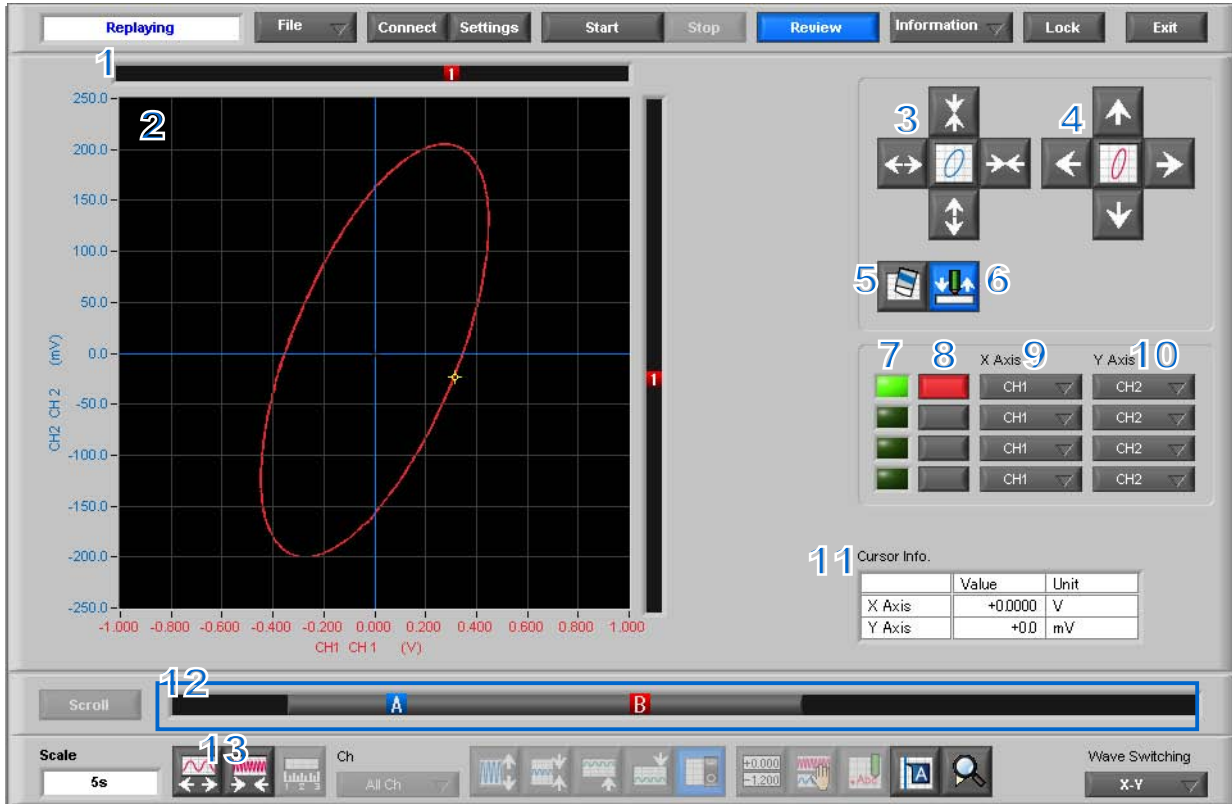 Replaying File Connect Settings Start Stop Review Information Lock Exit
1
1
250.0
2
3
4
200.0
150.0
100.0
50.0
5
6
0.0
1
-50.0
-100.0
-150.0
-200.0
-250.0
CH2 CH 2 (mV)
-1.000 -0.800 -0.600 -0.400 -0.200 0.000 0.200 0.400 0.600 0.800 1.000
CH1 CH 1 (V)
7 8 X Axis 9 Y Axis 10
CH1 CH2
CH1 CH2
CH1 CH2
CH1 CH2
11 Cursor Info.
Value Unit
X Axis +0.0000 V
Y Axis +0.0 mV
12
Scroll A B
13
Scale Ch Wave Switching
5s 1 2 3 All Ch +0.000 -1.200 Abc A X-Y